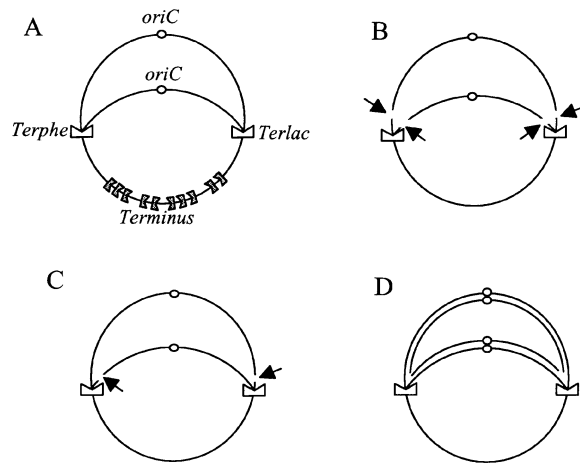 A
oriC
oriC
Terphe
Terlac
Terminus
B
C
D